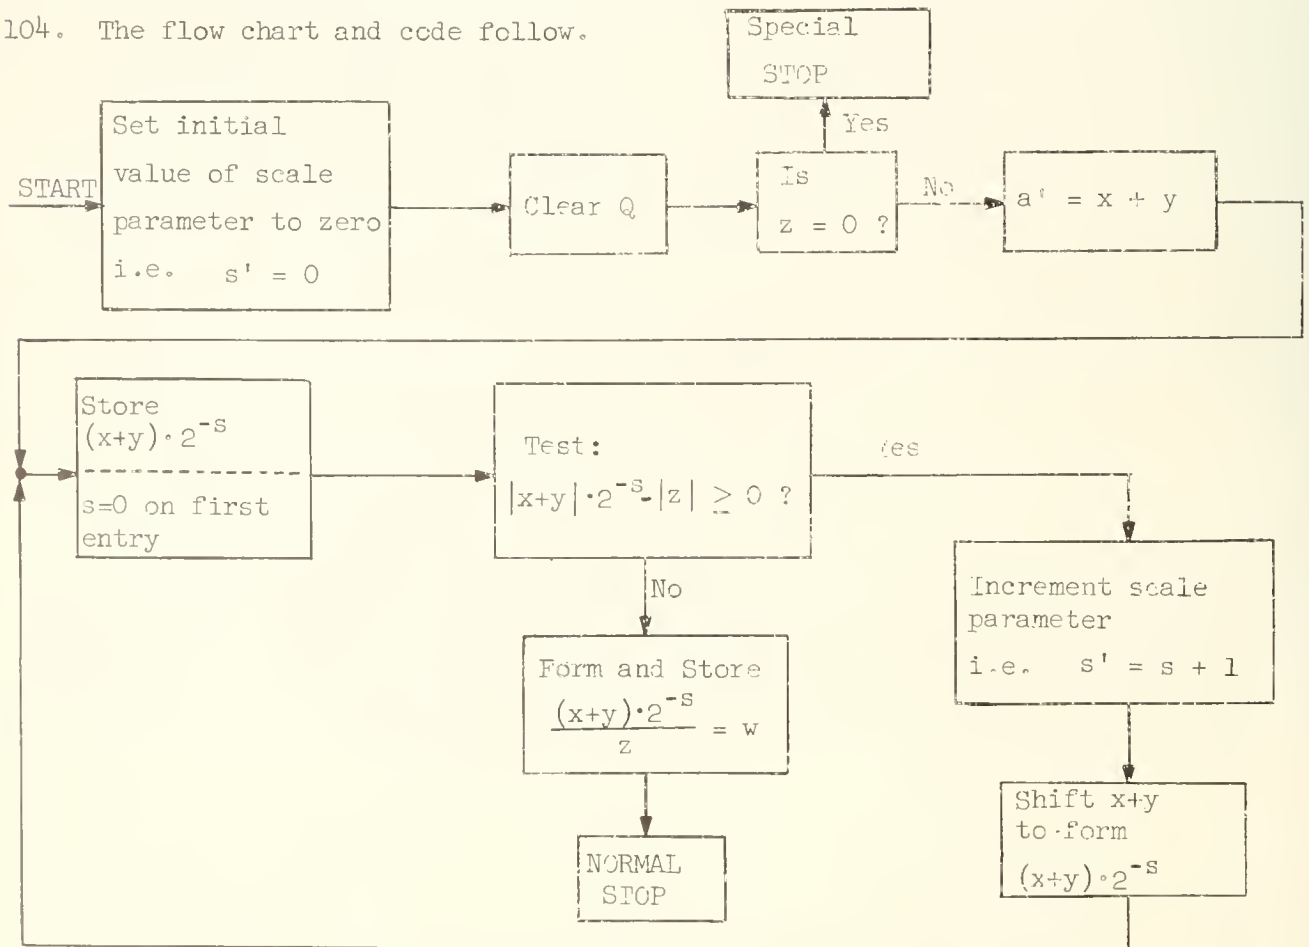 104. The flow chart and code follow.
Special
STOP
Yes
START
Set initial
value of scale
parameter to zero
i.e. s' = 0
Clear Q
Is
z = 0 ?
No
a' = x + y
Store
(x+y)·2^-s
s=0 on first
entry
Test:
|x+y|·2^-s-|z| ≥ 0 ?
Yes
No
Form and Store
(x+y)·2^-s
z
= w
NORMAL
STOP
Increment scale
parameter
i.e. s' = s + 1
Shift x+y
to form
(x+y)·2^-s